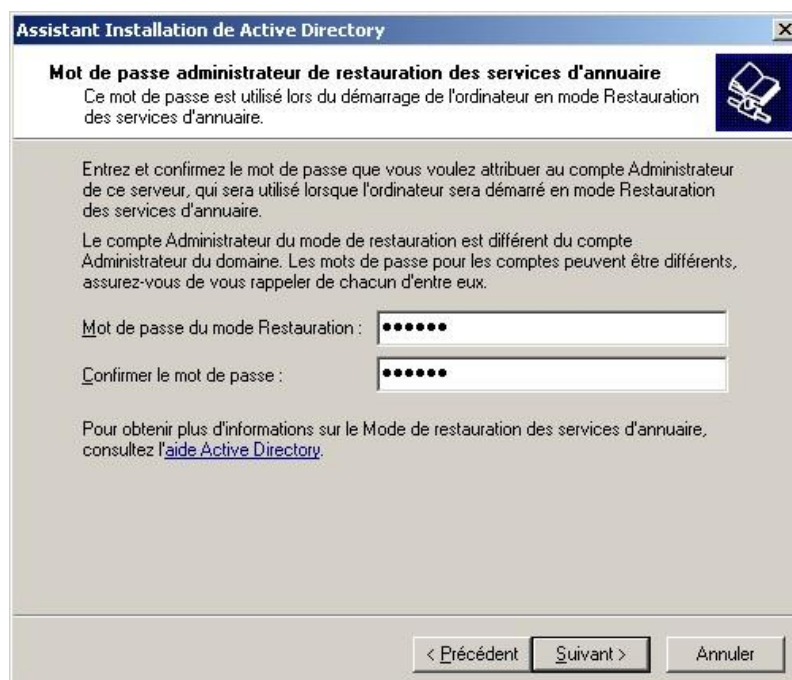 Assistant Installation de Active Directory
Mot de passe administrateur de restauration des services d'annuaire
Ce mot de passe est utilisé lors du démarrage de l'ordinateur en mode Restauration
des services d'annuaire.
Entrez et confirmez le mot de passe que vous voulez attribuer au compte Administrateur
de ce serveur, qui sera utilisé lorsque l'ordinateur sera démarré en mode Restauration
des services d'annuaire.
Le compte Administrateur du mode de restauration est différent du compte
Administrateur du domaine. Les mots de passe pour les comptes peuvent être différents,
assurez-vous de vous rappeler de chacun d'entre eux.
Mot de passe du mode Restauration : ●●●●●●
Confirmer le mot de passe : ●●●●●●
Pour obtenir plus d'informations sur le Mode de restauration des services d'annuaire,
consultez l'aide Active Directory.
< Précédent Suivant > Annuler